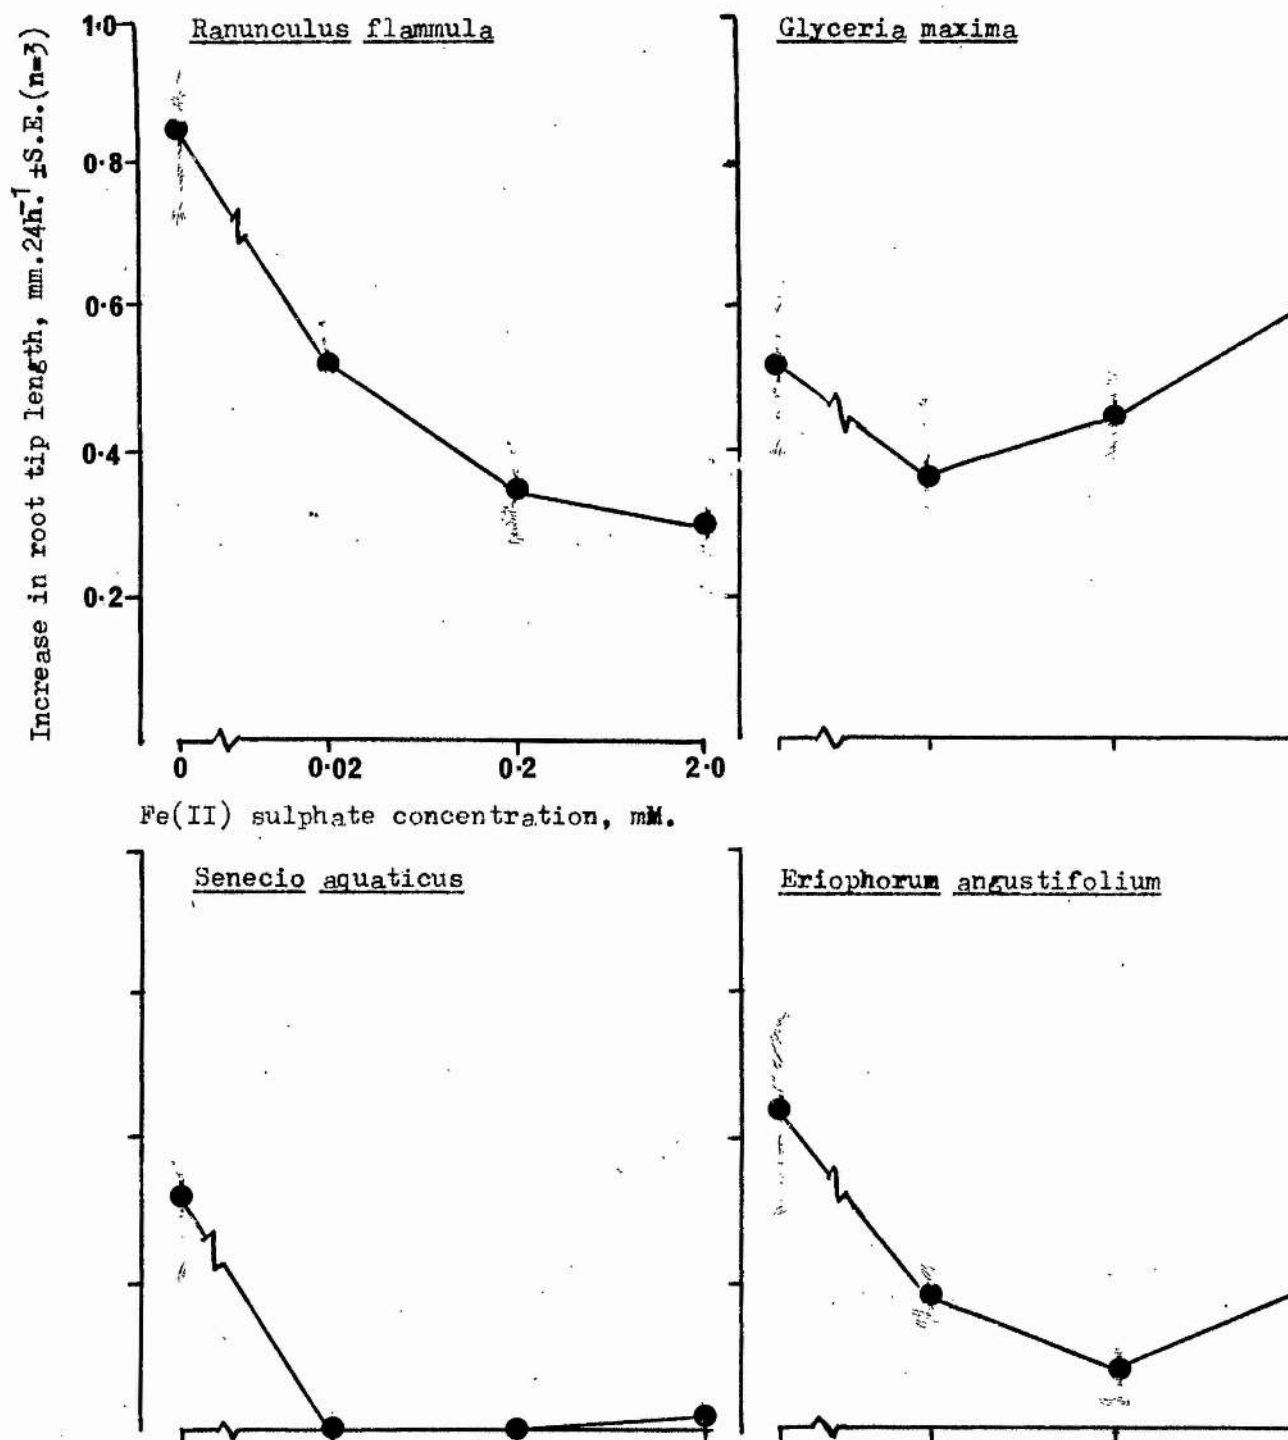 Increase in root tip length, mm.24h.⁻¹ ±S.E.(n=3)
1·0
0·8
0·6
0·4
0·2
Ranunculus flammula
Glyceria maxima
0 0·02 0·2 2·0
Fe(II) sulphate concentration, mM.
Senecio aquaticus
Eriophorum angustifolium